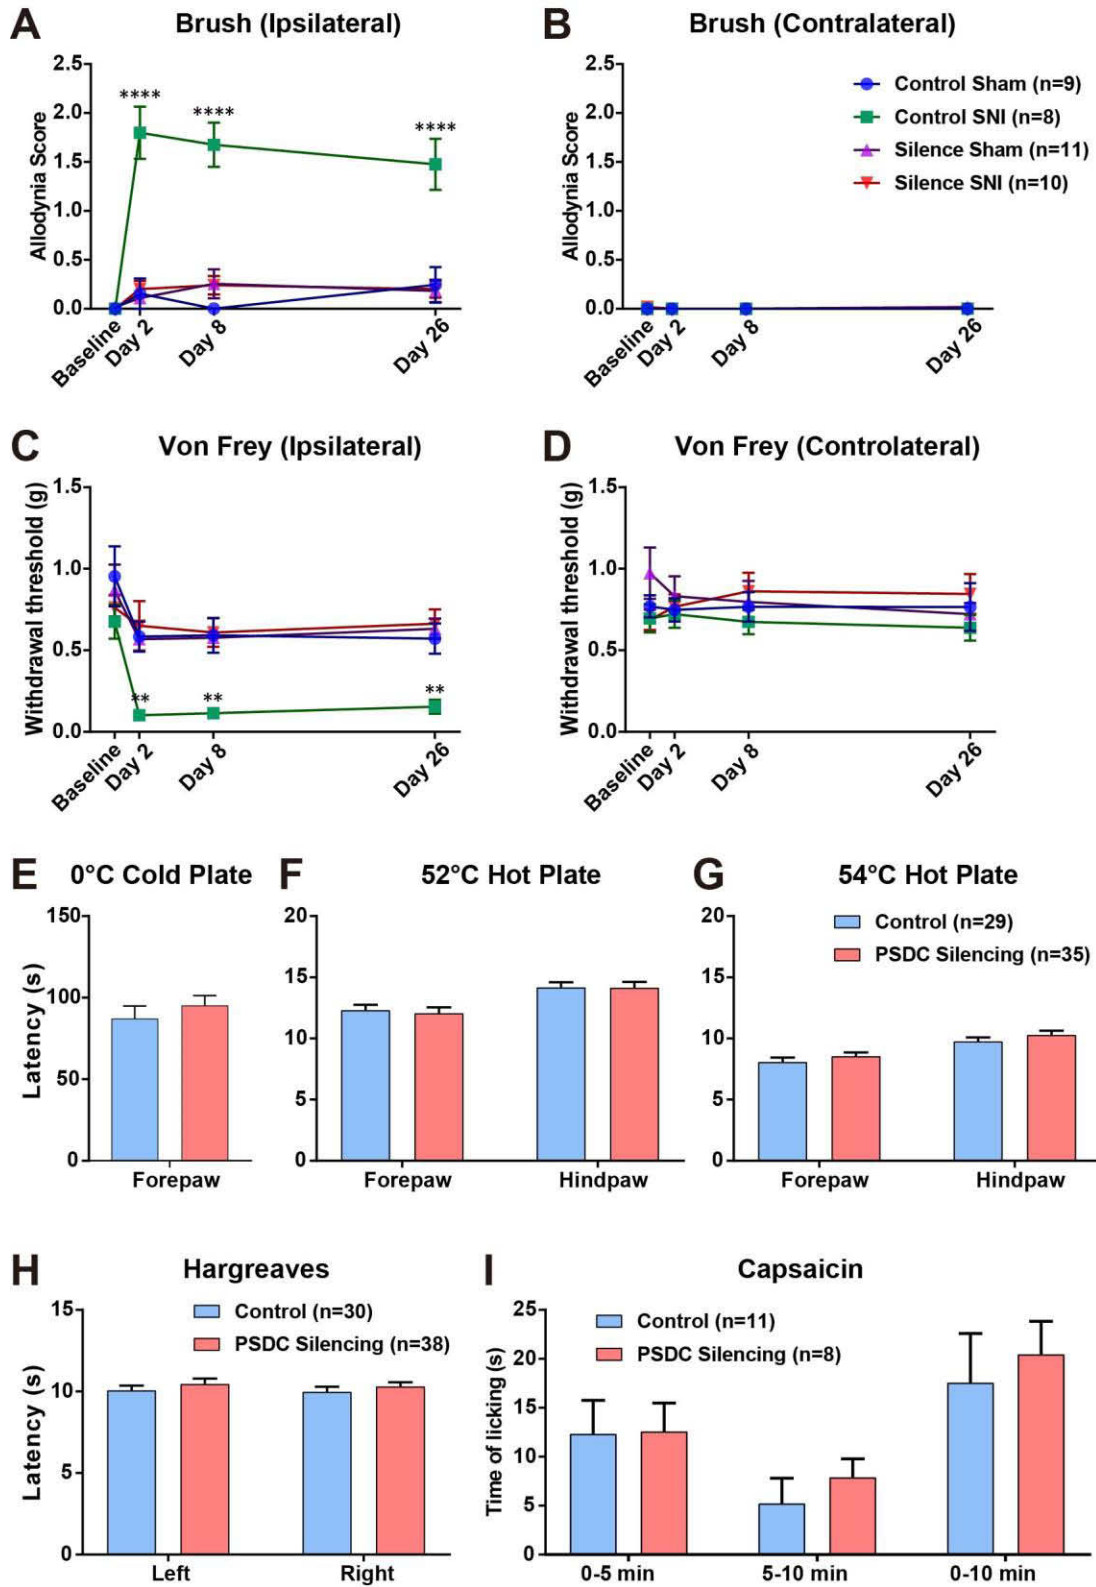 A Brush (Ipsilateral)
Allodynia Score
2.5
2.0
1.5
1.0
0.5
0.0
****
****
****
Baseline
Day 2
Day 8
Day 26
B Brush (Contralateral)
Allodynia Score
2.5
2.0
1.5
1.0
0.5
0.0
Control Sham (n=9)
Control SNI (n=8)
Silence Sham (n=11)
Silence SNI (n=10)
Baseline
Day 2
Day 8
Day 26
C Von Frey (Ipsilateral)
Withdrawal threshold (g)
1.5
1.0
0.5
0.0
**
**
**
Baseline
Day 2
Day 8
Day 26
D Von Frey (Controlateral)
Withdrawal threshold (g)
1.5
1.0
0.5
0.0
Baseline
Day 2
Day 8
Day 26
E 0°C Cold Plate
Latency (s)
150
100
50
0
Forepaw
F 52°C Hot Plate
20
15
10
5
0
Forepaw Hindpaw
G 54°C Hot Plate
20
15
10
5
0
Control (n=29)
PSDC Silencing (n=35)
Forepaw Hindpaw
H Hargreaves
Latency (s)
15
10
5
0
Control (n=30)
PSDC Silencing (n=38)
Left Right
I Capsaicin
Time of licking (s)
25
20
15
10
5
0
Control (n=11)
PSDC Silencing (n=8)
0-5 min 5-10 min 0-10 min